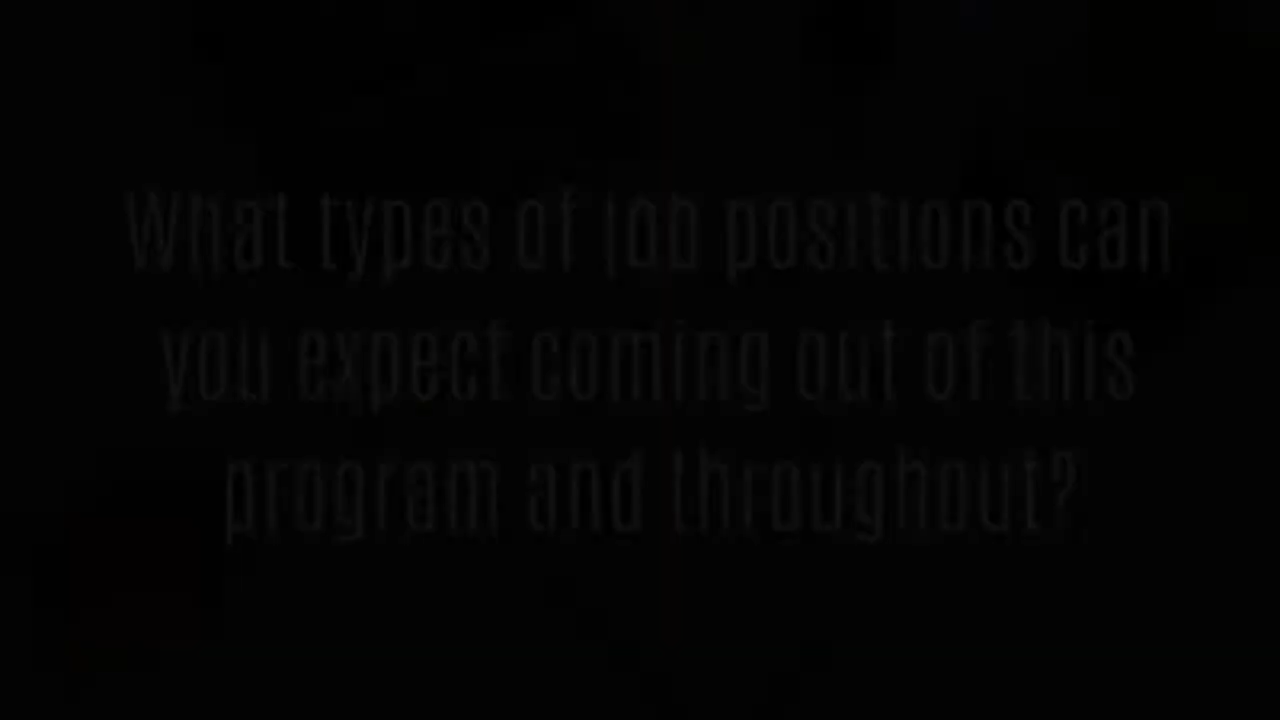 What types of job positions can
you expect coming out of this
program and throughout?